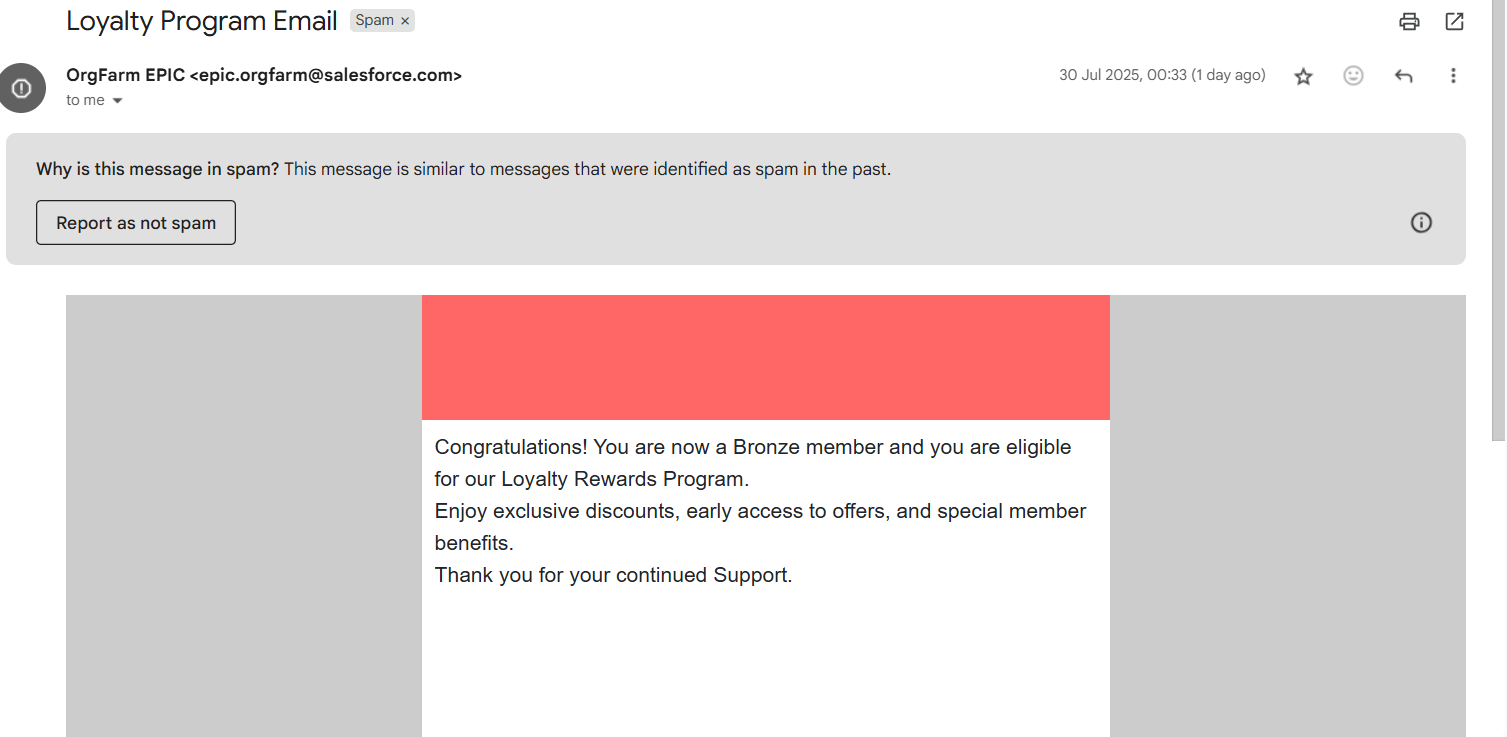 Loyalty Program Email Spam ×
OrgFarm EPIC <epic.orgfarm@salesforce.com> 30 Jul 2025, 00:33 (1 day ago)
to me
Why is this message in spam? This message is similar to messages that were identified as spam in the past.
Report as not spam
Congratulations! You are now a Bronze member and you are eligible
for our Loyalty Rewards Program.
Enjoy exclusive discounts, early access to offers, and special member
benefits.
Thank you for your continued Support.